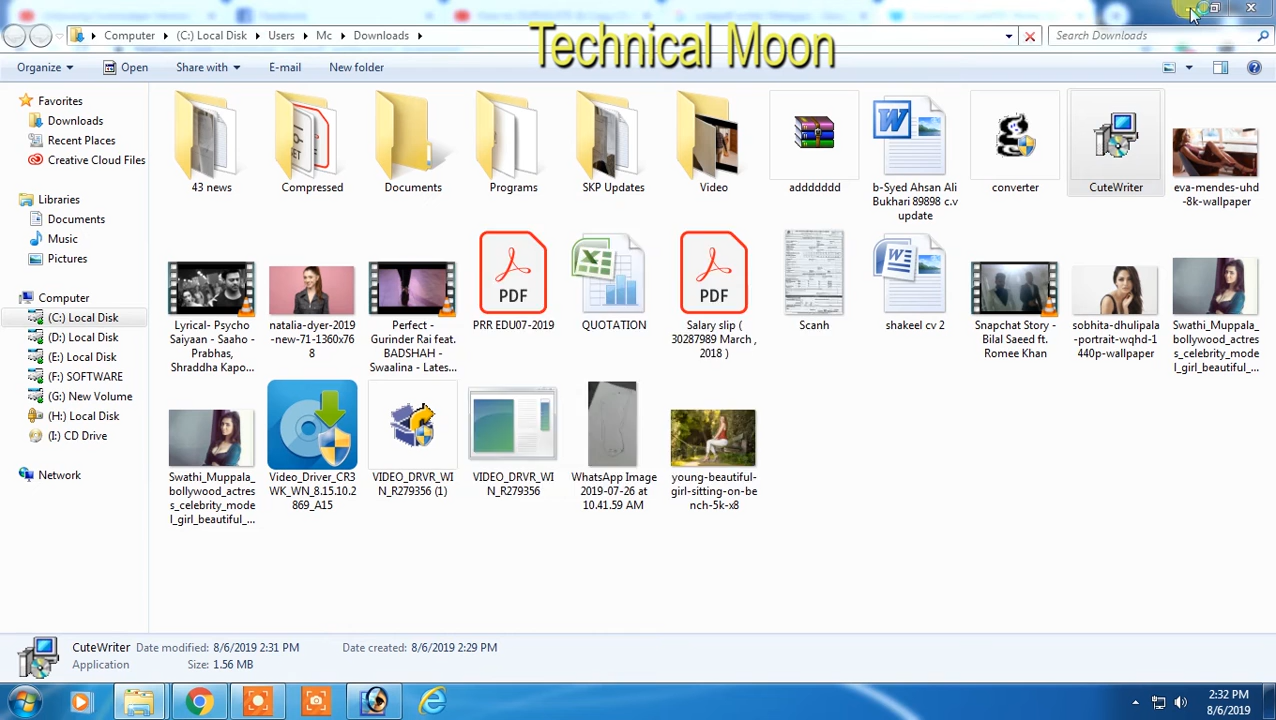 Technical Moon
Computer
(C:) Local Disk
Users
Mc
Downloads
Search Downloads
Organize
Open
Share with
E-mail
New folder
Favorites
Downloads
Recent Places
Creative Cloud Files
Libraries
Documents
Music
Pictures
Computer
(C:) Local Disk
(D:) Local Disk
(E:) Local Disk
(F:) SOFTWARE
(G:) New Volume
(H:) Local Disk
(I:) CD Drive
Network
43 news
Compressed
Documents
Programs
SKP Updates
Video
addddddd
b-Syed Ahsan Ali
Bukhari 89898 c.v
update
converter
CuteWriter
eva-mendes-uhd
-8k-wallpaper
Lyrical- Psycho
Saiyaan - Saaho -
Prabhas,
Shraddha Kapo...
natalia-dyer-2019
-new-71-1360x76
8
Perfect -
Gurinder Rai feat.
BADSHAH -
Swaalina - Lates...
PDF
PRR EDU07-2019
QUOTATION
PDF
Salary slip (
30287989 March ,
2018 )
Scanh
shakeel cv 2
Snapchat Story -
Bilal Saeed ft.
Romee Khan
sobhita-dhulipala
-portrait-wqhd-1
440p-wallpaper
Swathi_Muppala_
bollywood_actres
s_celebrity_mode
l_girl_beautiful_...
Swathi_Muppala_
bollywood_actres
s_celebrity_mode
l_girl_beautiful_...
Video_Driver_CR3
WK_WN_8.15.10.2
869_A15
VIDEO_DRVR_WI
N_R279356 (1)
VIDEO_DRVR_WI
N_R279356
WhatsApp Image
2019-07-26 at
10.41.59 AM
young-beautiful-
girl-sitting-on-be
nch-5k-x8
CuteWriter Date modified: 8/6/2019 2:31 PM Date created: 8/6/2019 2:29 PM
Application Size: 1.56 MB
2:32 PM
8/6/2019